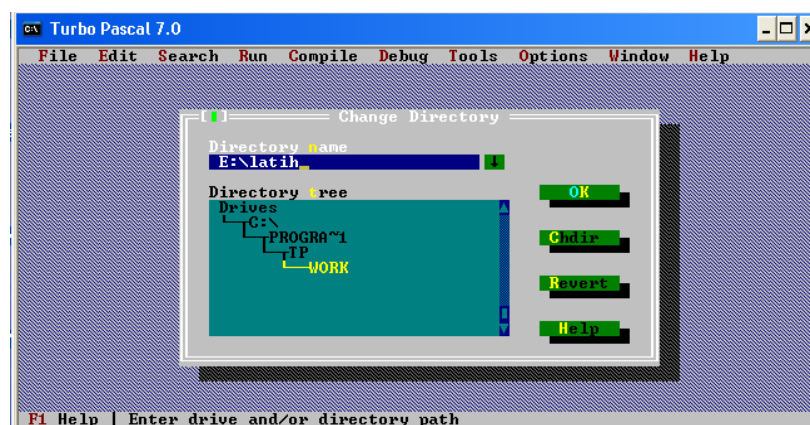 Turbo Pascal 7.0
File Edit Search Run Compile Debug Tools Options Window Help
Change Directory
Directory name
E:\latih_
Directory tree
OK
Drives
C:\
PROGRA~1
Chdir
TP
WORK
Revert
Help
F1 Help | Enter drive and/or directory path